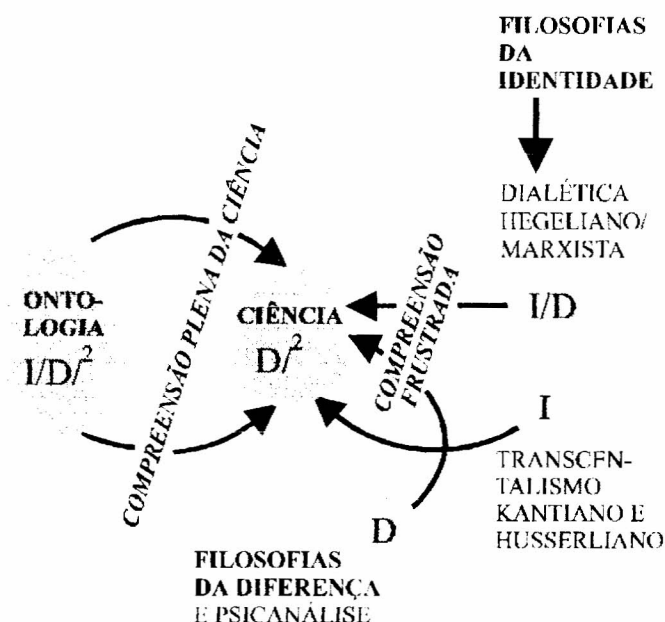 FILOSOFIAS
DA
IDENTIDADE
DIALÉTICA
HEGELIANO/
MARXISTA
COMPREENSÃO PLENA DA CIÊNCIA
ONTO-
LOGIA
I/D/²
CIÊNCIA
D/²
COMPREENSÃO
FRUSTRADA
I/D
I
TRANSCEN-
TALISMO
KANTIANO E
HUSSERLIANO
D
FILOSOFIAS
DA DIFERENÇA
E PSICANÁLISE